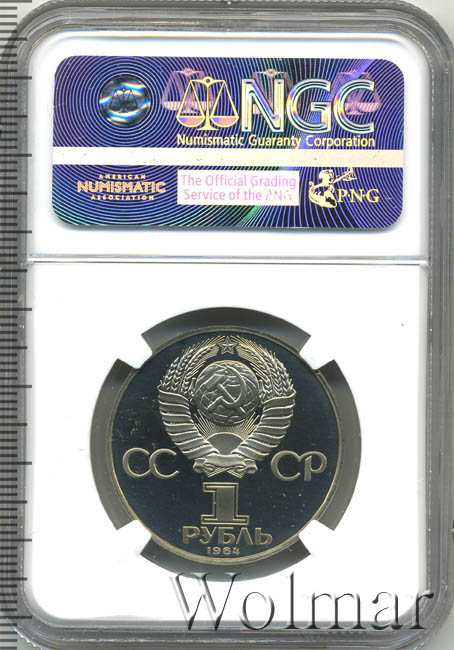 NGC
Numismatic Guaranty Corporation
AMERICAN
NUMISMATIC
ASSOCIATION
The Official Grading
Service of the PNG
PNG
СС СР
1
РУБЛЬ
1984
Wolmar